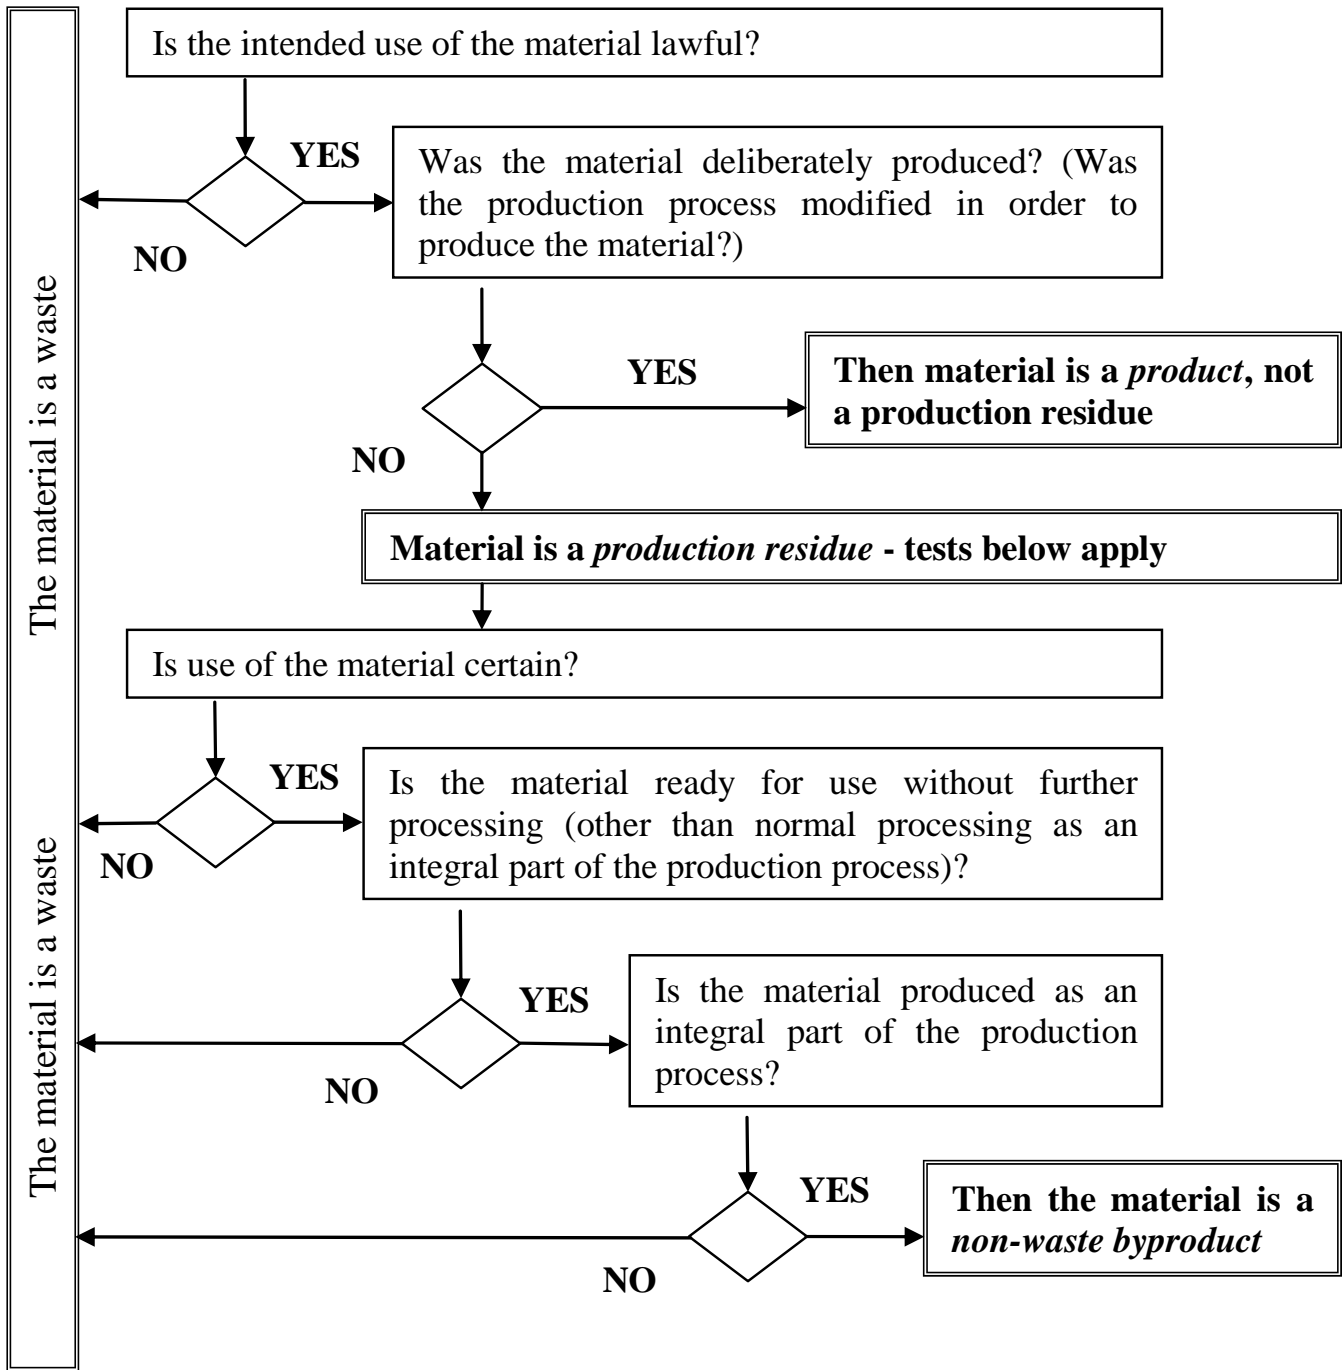 Is the intended use of the material lawful?
YES
NO
Was the material deliberately produced? (Was
the production process modified in order to
produce the material?)
YES
NO
Then material is a product, not
a production residue
Material is a production residue - tests below apply
The material is a waste
Is use of the material certain?
YES
NO
Is the material ready for use without further
processing (other than normal processing as an
integral part of the production process)?
YES
NO
Is the material produced as an
integral part of the production
process?
YES
NO
Then the material is a
non-waste byproduct
The material is a waste